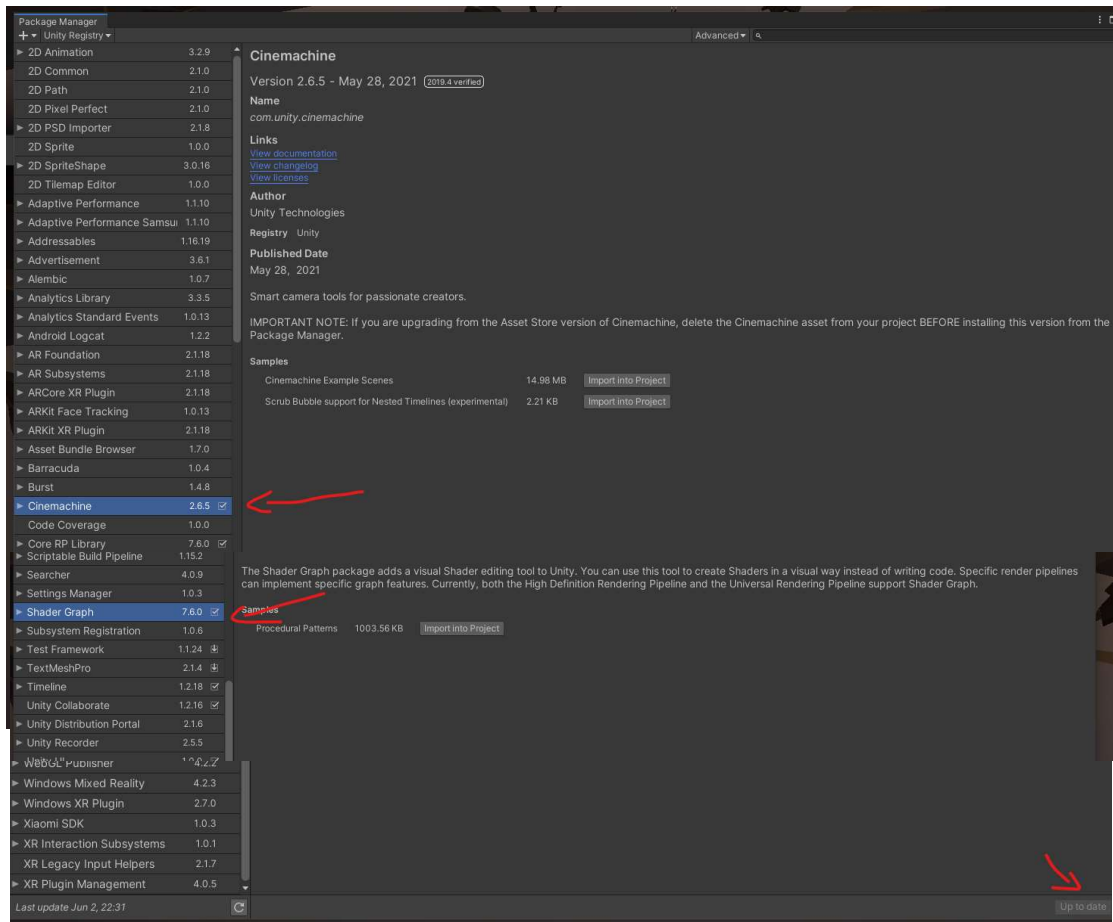 Package Manager
Unity Registry
Advanced
2D Animation 3.2.9
2D Common 2.1.0
2D Path 2.1.0
2D Pixel Perfect 2.1.0
2D PSD Importer 2.1.8
2D Sprite 1.0.0
2D SpriteShape 3.0.16
2D Tilemap Editor 1.0.0
Adaptive Performance 1.1.10
Adaptive Performance Samsu 1.1.10
Addressables 1.16.19
Advertisement 3.6.1
Alembic 1.0.7
Analytics Library 3.3.5
Analytics Standard Events 1.0.13
Android Logcat 1.2.2
AR Foundation 2.1.18
AR Subsystems 2.1.18
ARCore XR Plugin 2.1.18
ARKit Face Tracking 1.0.13
ARKit XR Plugin 2.1.18
Asset Bundle Browser 1.7.0
Barracuda 1.0.4
Burst 1.4.8
Cinemachine 2.6.5
Code Coverage 1.0.0
Core RP Library 7.6.0
Cinemachine
Version 2.6.5 - May 28, 2021 2019.4 verified
Name
com.unity.cinemachine
Links
View documentation
View changelog
View licenses
Author
Unity Technologies
Registry Unity
Published Date
May 28, 2021
Smart camera tools for passionate creators.
IMPORTANT NOTE: If you are upgrading from the Asset Store version of Cinemachine, delete the Cinemachine asset from your project BEFORE installing this version from the
Package Manager.
Samples
Cinemachine Example Scenes 14.98 MB Import into Project
Scrub Bubble support for Nested Timelines (experimental) 2.21 KB Import into Project
Scriptable Build Pipeline 1.15.2
Searcher 4.0.9
Settings Manager 1.0.3
Shader Graph 7.6.0
Subsystem Registration 1.0.6
Test Framework 1.1.24
TextMeshPro 2.1.4
Timeline 1.2.18
Unity Collaborate 1.2.16
Unity Distribution Portal 2.1.6
Unity Recorder 2.5.5
The Shader Graph package adds a visual Shader editing tool to Unity. You can use this tool to create Shaders in a visual way instead of writing code. Specific render pipelines
can implement specific graph features. Currently, both the High Definition Rendering Pipeline and the Universal Rendering Pipeline support Shader Graph.
Samples
Procedural Patterns 1003.56 KB Import into Project
WebGL Publisher 4.2.2
Windows Mixed Reality 4.2.3
Windows XR Plugin 2.7.0
Xiaomi SDK 1.0.3
XR Interaction Subsystems 1.0.1
XR Legacy Input Helpers 2.1.7
XR Plugin Management 4.0.5
Last update Jun 2, 22:31
Up to date